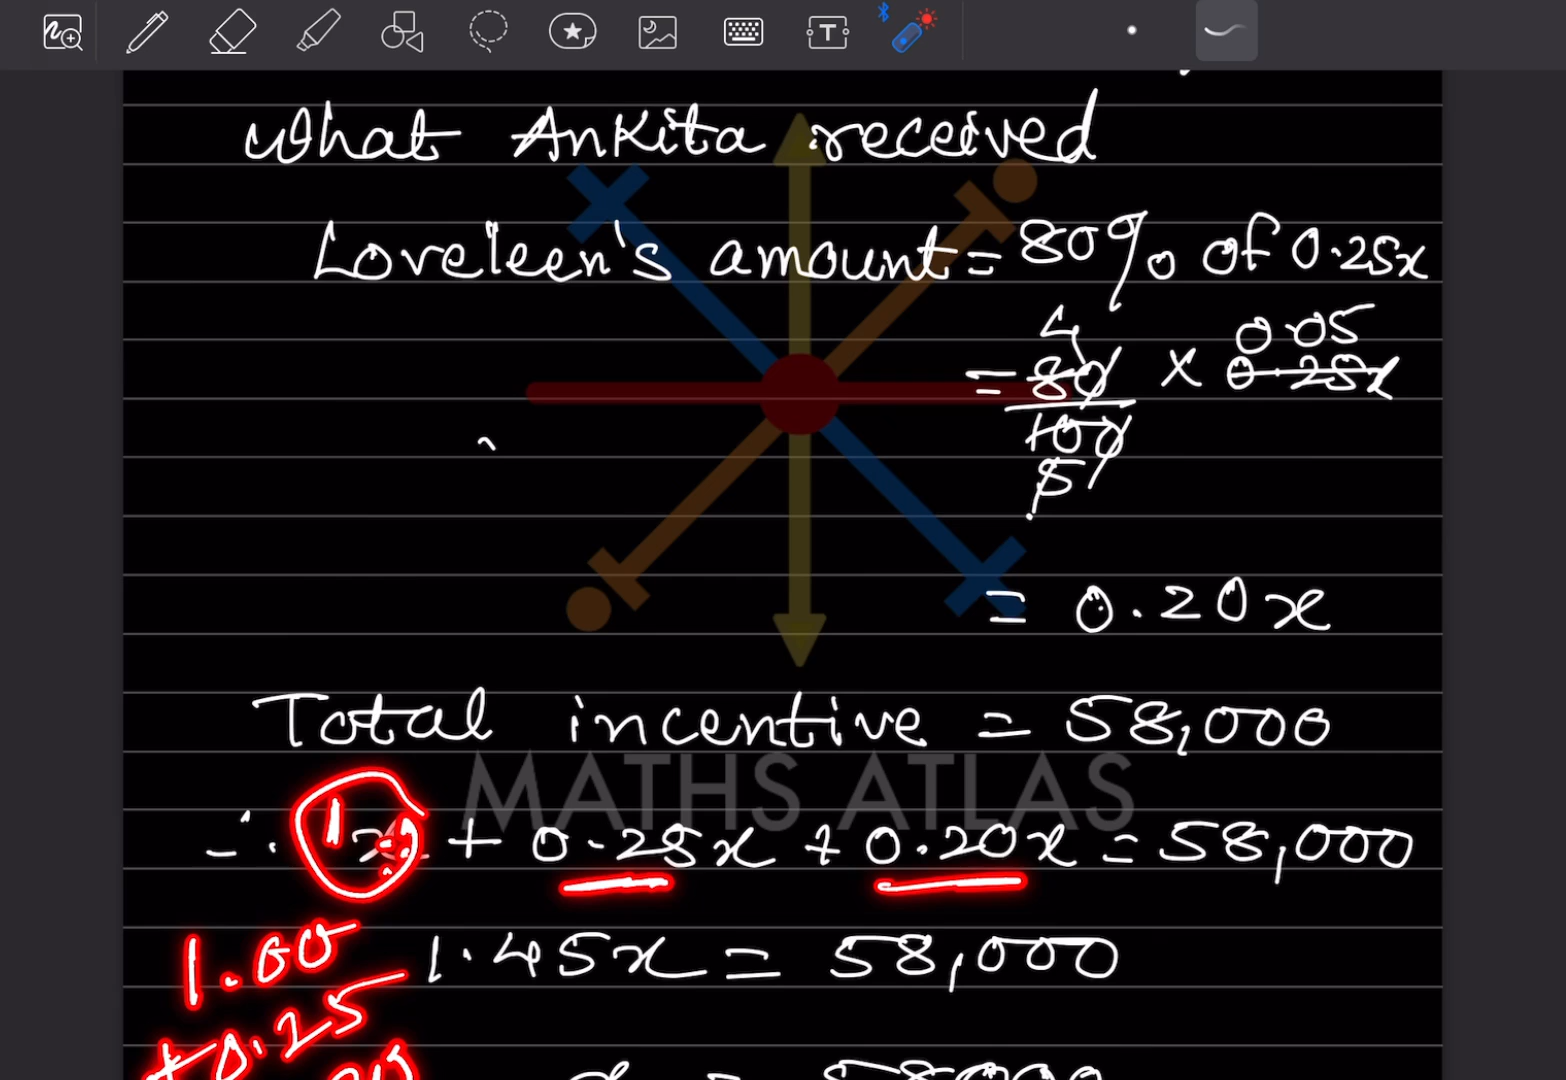 What Ankita received
Loveleen's amount = 80% of 0.25x
4 0.05
= 80 × 0.25x
100
5
= 0.20x
Total incentive = 58,000
MATHS ATLAS
∴ 1x + 0.25x + 0.20x = 58,000
1.00 1.45x = 58,000
+0.25